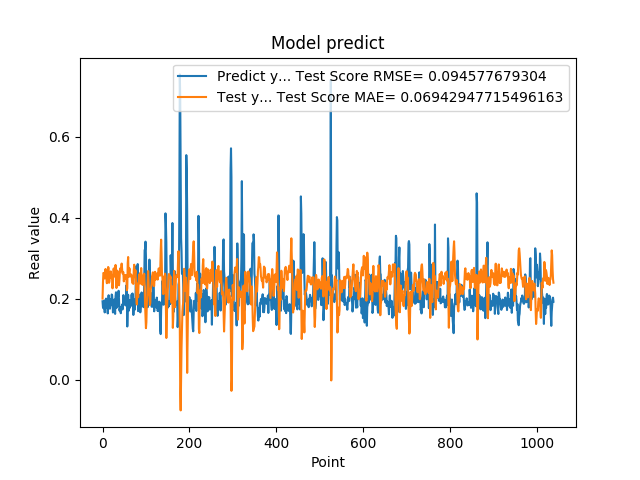 Model predict
Predict y... Test Score RMSE= 0.094577679304
Test y... Test Score MAE= 0.06942947715496163
Real value
0.6
0.4
0.2
0.0
0 200 400 600 800 1000
Point